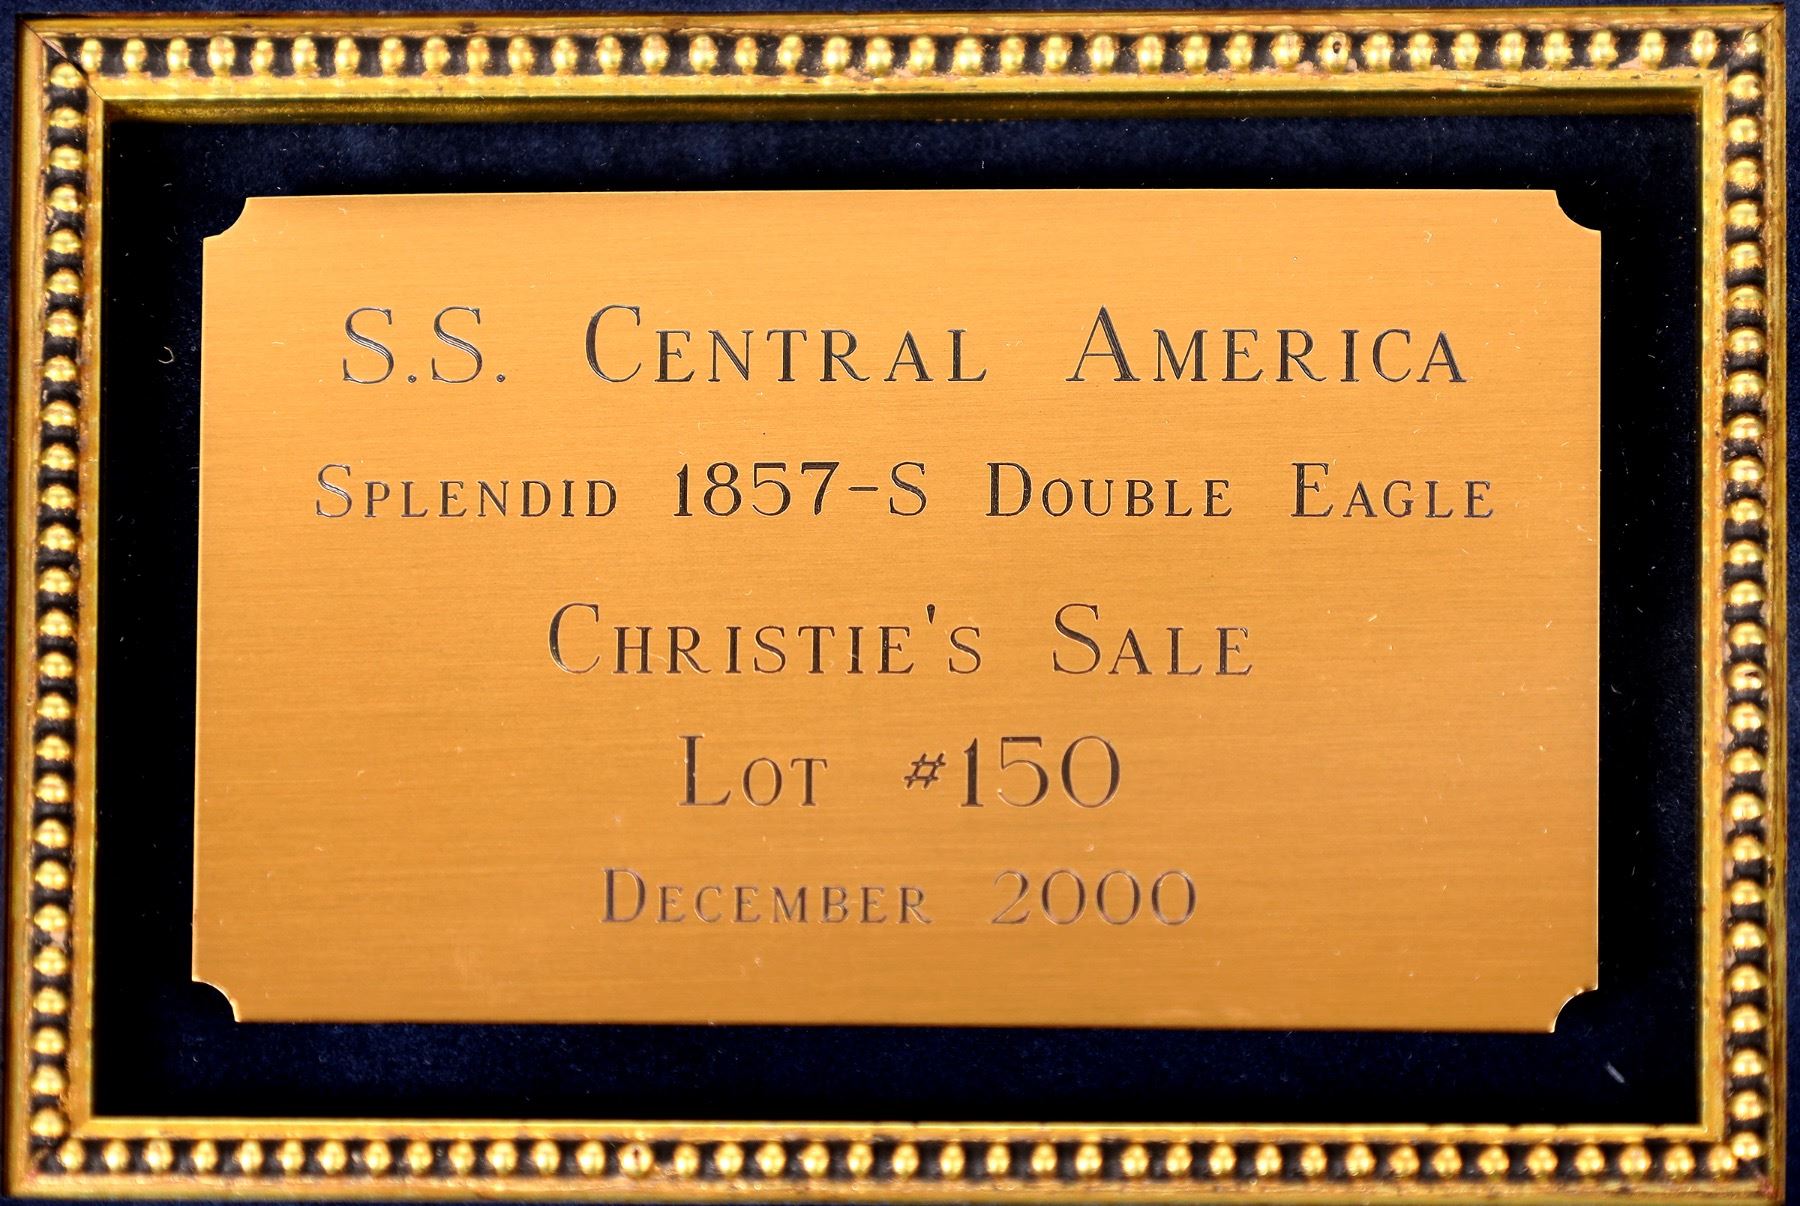 S.S. Central America
Splendid 1857-S Double Eagle
Christie's Sale
Lot #150
December 2000